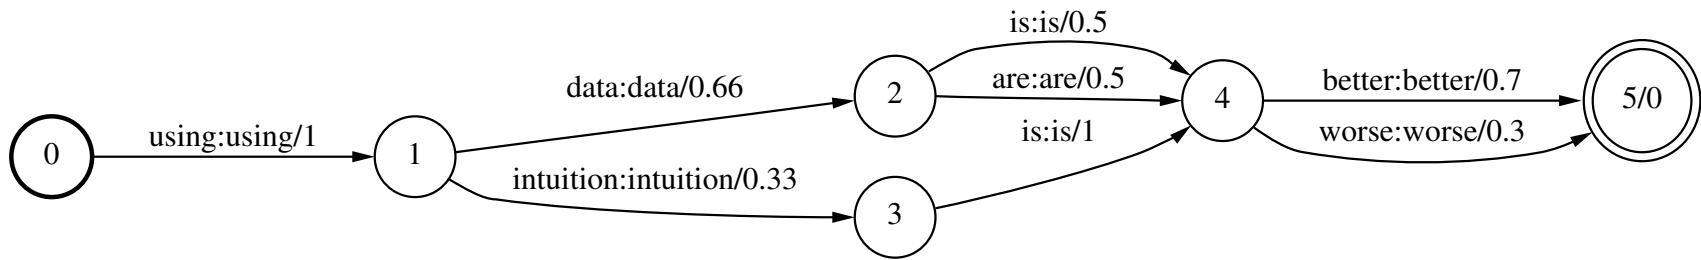 is:is/0.5
data:data/0.66
are:are/0.5
better:better/0.7
2
4
5/0
using:using/1
is:is/1
worse:worse/0.3
0
1
intuition:intuition/0.33
3